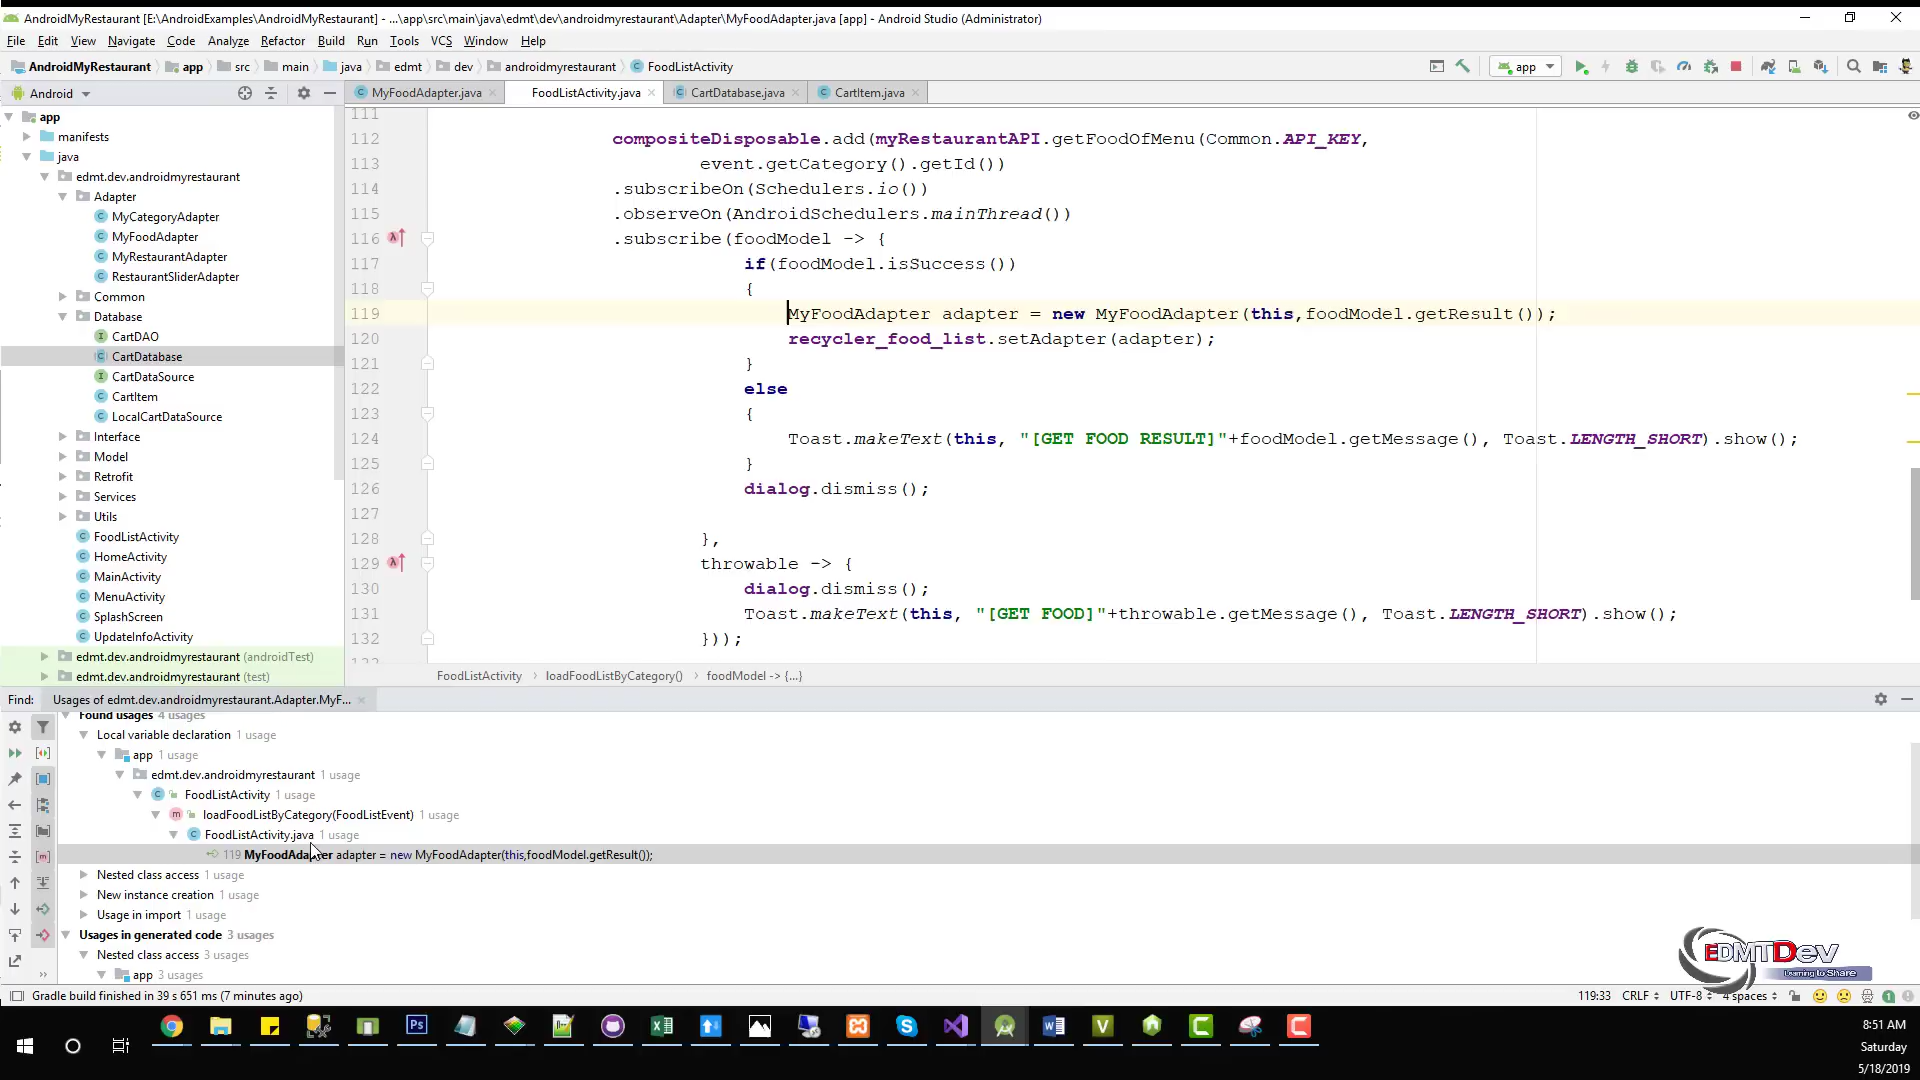 AndroidMyRestaurant [E:\AndroidExamples\AndroidMyRestaurant] - ...\app\src\main\java\edmt\dev\androidmyrestaurant\Adapter\MyFoodAdapter.java [app] - Android Studio (Administrator)
File Edit View Navigate Code Analyze Refactor Build Run Tools VCS Window Help
AndroidMyRestaurant app src main java edmt dev androidmyrestaurant FoodListActivity app
Android MyFoodAdapter.java FoodListActivity.java CartDatabase.java CartItem.java
app
manifests
java
edmt.dev.androidmyrestaurant
Adapter
MyCategoryAdapter
MyFoodAdapter
MyRestaurantAdapter
RestaurantSliderAdapter
Common
Database
CartDAO
CartDatabase
CartDataSource
CartItem
LocalCartDataSource
Interface
Model
Retrofit
Services
Utils
FoodListActivity
HomeActivity
MainActivity
MenuActivity
SplashScreen
UpdateInfoActivity
edmt.dev.androidmyrestaurant (androidTest)
edmt.dev.androidmyrestaurant (test)
111
112 compositeDisposable.add(myRestaurantAPI.getFoodOfMenu(Common.API_KEY,
113 event.getCategory().getId())
114 .subscribeOn(Schedulers.io())
115 .observeOn(AndroidSchedulers.mainThread())
116 .subscribe(foodModel -> {
117 if(foodModel.isSuccess())
118 {
119 MyFoodAdapter adapter = new MyFoodAdapter(this,foodModel.getResult());
120 recycler_food_list.setAdapter(adapter);
121 }
122 else
123 {
124 Toast.makeText(this, "[GET FOOD RESULT]"+foodModel.getMessage(), Toast.LENGTH_SHORT).show();
125 }
126 dialog.dismiss();
127
128 },
129 throwable -> {
130 dialog.dismiss();
131 Toast.makeText(this, "[GET FOOD]"+throwable.getMessage(), Toast.LENGTH_SHORT).show();
132 }));
FoodListActivity › loadFoodListByCategory() › foodModel -> {...}
Find: Usages of edmt.dev.androidmyrestaurant.Adapter.MyF...
Found usages 4 usages
Local variable declaration 1 usage
app 1 usage
edmt.dev.androidmyrestaurant 1 usage
FoodListActivity 1 usage
loadFoodListByCategory(FoodListEvent) 1 usage
FoodListActivity.java 1 usage
119 MyFoodAdapter adapter = new MyFoodAdapter(this,foodModel.getResult());
Nested class access 1 usage
New instance creation 1 usage
Usage in import 1 usage
Usages in generated code 3 usages
Nested class access 3 usages
app 3 usages
EDMTDev
Learning to Share
Gradle build finished in 39 s 651 ms (7 minutes ago) 119:33 CRLF UTF-8 4 spaces 1
8:51 AM
Saturday
5/18/2019